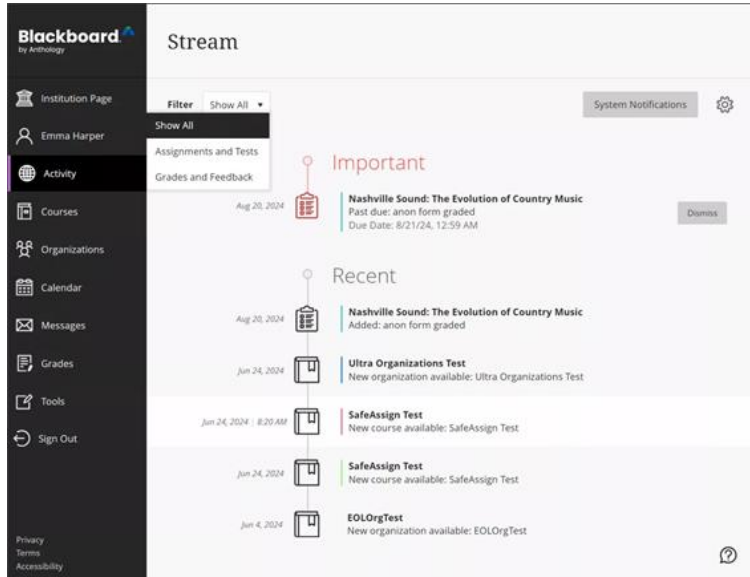 Blackboard
by Anthology
Institution Page
Emma Harper
Activity
Courses
Organizations
Calendar
Messages
Grades
Tools
Sign Out
Privacy
Terms
Accessibility
Stream
Filter Show All
System Notifications
Show All
Assignments and Tests
Grades and Feedback
Important
Aug 20, 2024
Nashville Sound: The Evolution of Country Music
Past due: anon form graded
Due Date: 8/21/24, 12:59 AM
Dismiss
Recent
Aug 20, 2024
Nashville Sound: The Evolution of Country Music
Added: anon form graded
Jun 24, 2024
Ultra Organizations Test
New organization available: Ultra Organizations Test
Jun 24, 2024 | 8:20 AM
SafeAssign Test
New course available: SafeAssign Test
Jun 24, 2024
SafeAssign Test
New course available: SafeAssign Test
Jun 4, 2024
EOLOrgTest
New organization available: EOLOrgTest